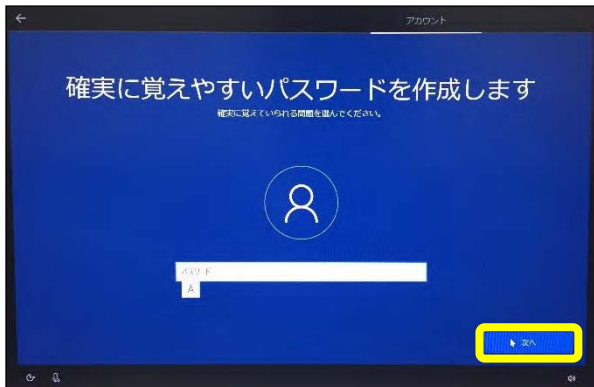 アカウント
確実に覚えやすいパスワードを作成します
確実に覚えていられる問題を選んでください。
パスワード
A
次へ